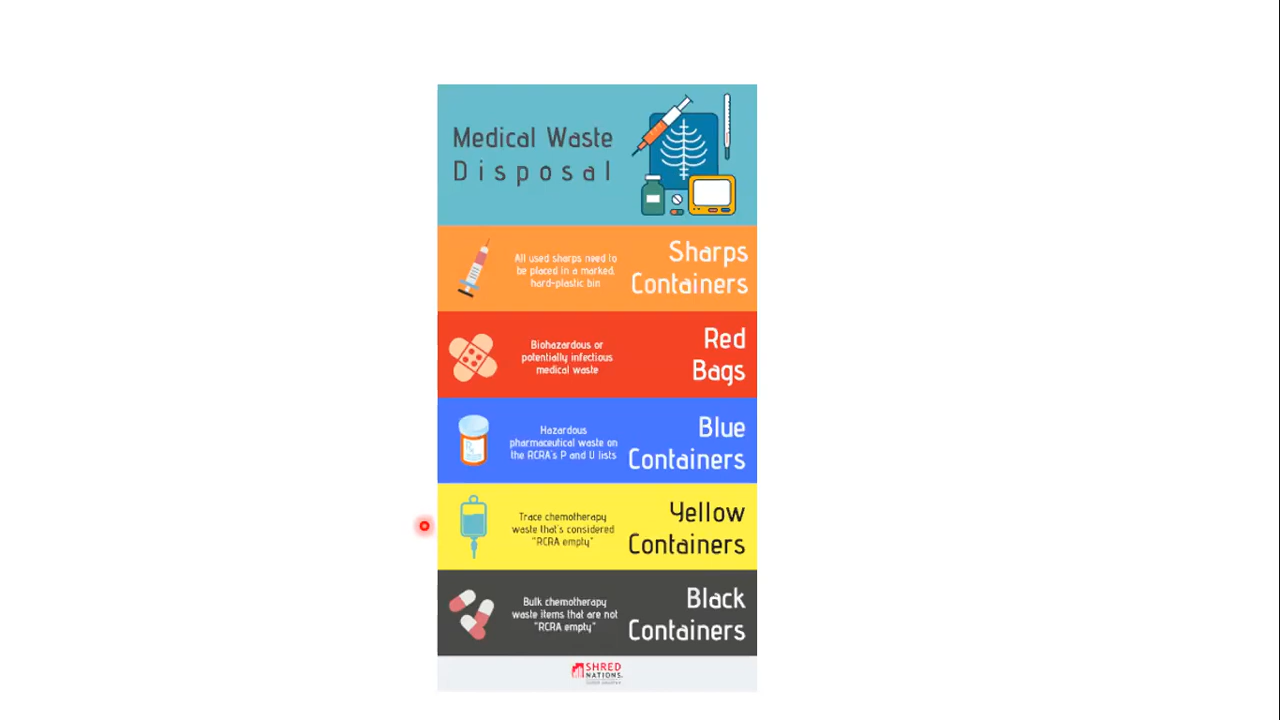 Medical Waste
Disposal
All used sharps need to
be placed in a marked,
hard-plastic bin
Sharps
Containers
Biohazardous or
potentially infectious
medical waste
Red
Bags
Hazardous
pharmaceutical waste on
the RCRA's P and U lists
Blue
Containers
Trace chemotherapy
waste that's considered
"RCRA empty"
Yellow
Containers
Bulk chemotherapy
waste items that are not
"RCRA empty"
Black
Containers
SHRED
NATIONS.